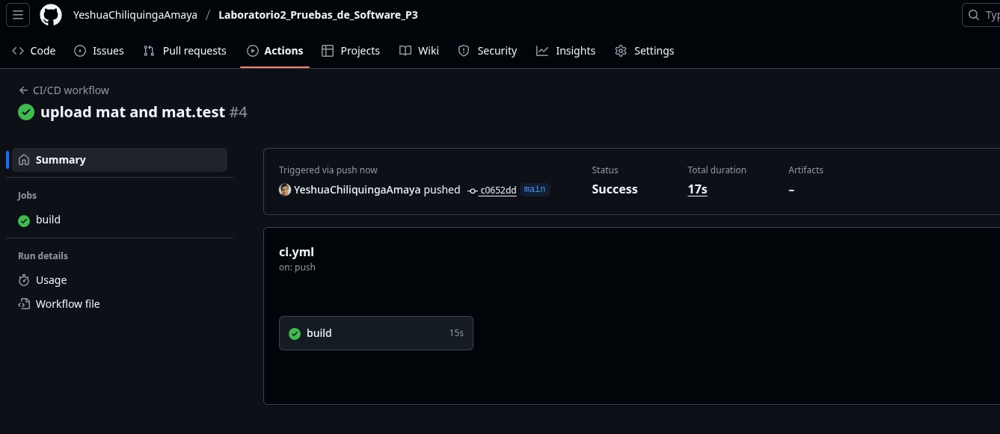 YeshuaChiliquingaAmaya / Laboratorio2_Pruebas_de_Software_P3
Code Issues Pull requests Actions Projects Wiki Security Insights Settings
CI/CD workflow
upload mat and mat.test #4
Summary
Jobs
build
Run details
Usage
Workflow file
Triggered via push now
YeshuaChiliquingaAmaya pushed c0652dd main
Status
Success
Total duration
17s
Artifacts
–
ci.yml
on: push
build 15s